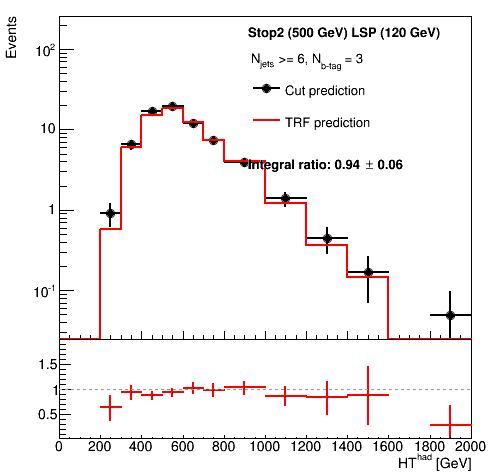 Events
Stop2 (500 GeV) LSP (120 GeV)
N_jets >= 6, N_b-tag = 3
Cut prediction
TRF prediction
Integral ratio: 0.94 ± 0.06
10²
10
1
10⁻¹
1.5
1
0.5
0 200 400 600 800 1000 1200 1400 1600 1800 2000
HT^had [GeV]